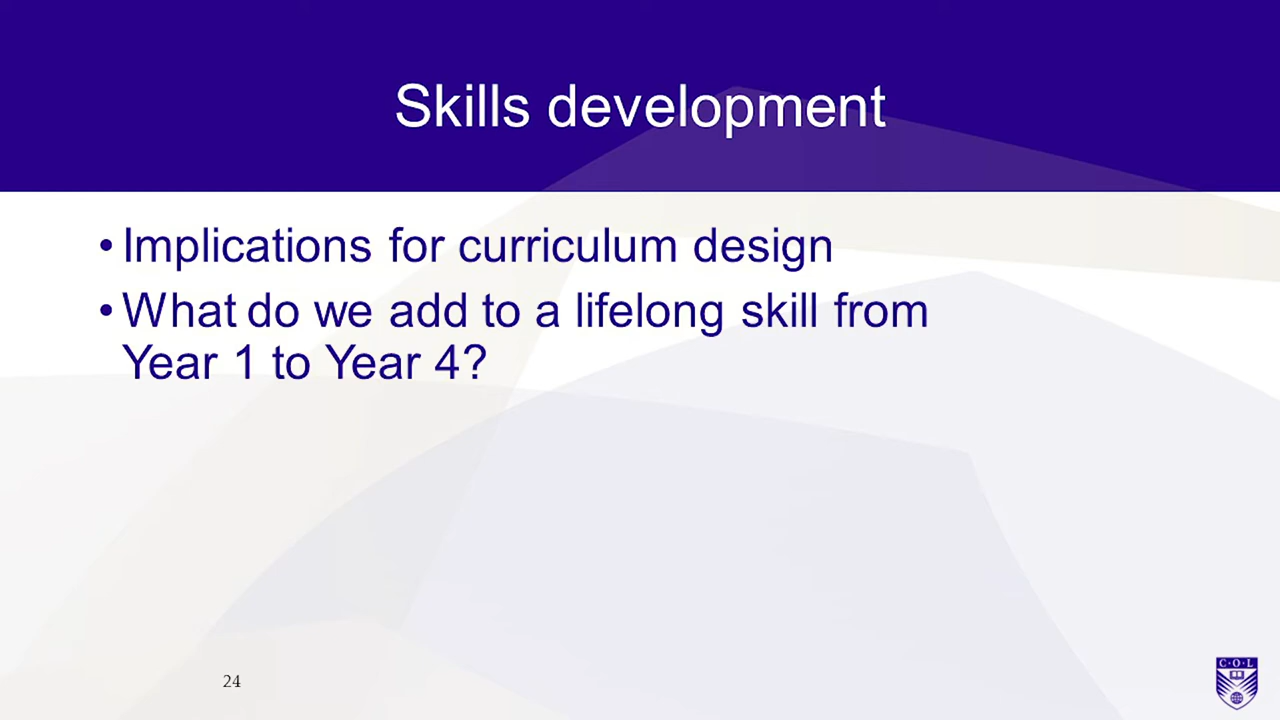 Skills development
• Implications for curriculum design
• What do we add to a lifelong skill from
Year 1 to Year 4?
24
C·O·L